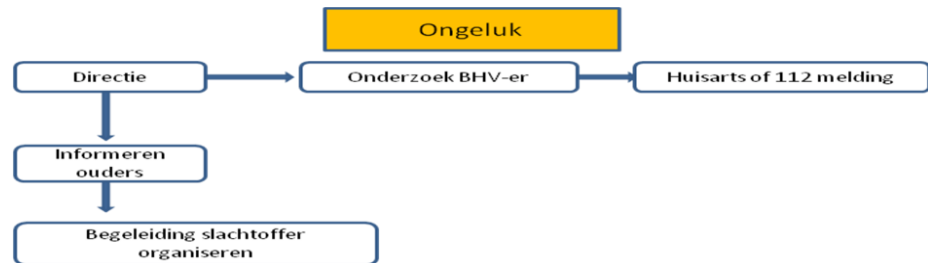 Ongeluk
Directie
Onderzoek BHV-er
Huisarts of 112 melding
Informeren
ouders
Begeleiding slachtoffer
organiseren